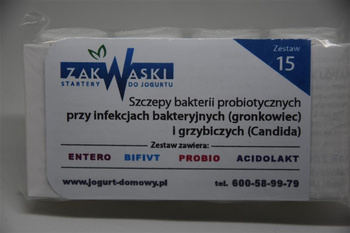 Zestaw
15
ZAKWASKI
STARTERY DO JOGURTU
Szczepy bakterii probiotycznych
przy infekcjach bakteryjnych (gronkowiec)
i grzybiczych (Candida)
Zestaw zawiera:
ENTERO BIFIVT PROBIO ACIDOLAKT
www.jogurt-domowy.pl tel. 600-58-99-79